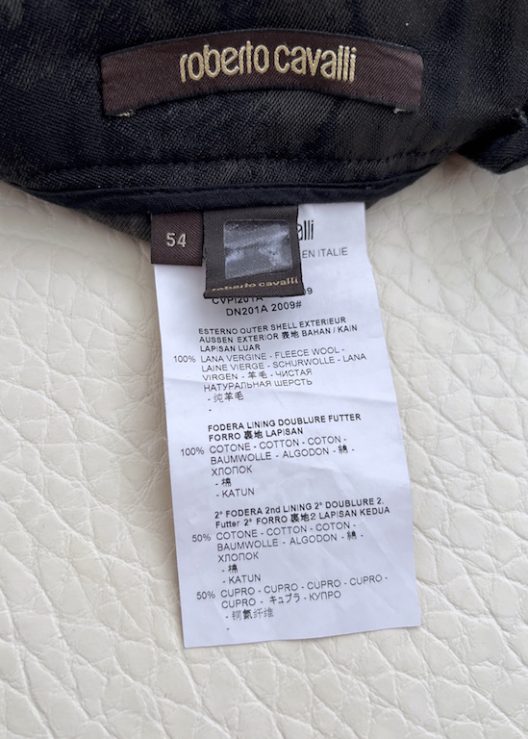 roberto cavalli
54
alli
EN ITALIE
roberto cavalli
CVPI201A 09
DN201A 2009#
ESTERNO OUTER SHELL EXTERIEUR
AUSSEN EXTERIOR 表地 BAHAN / KAIN
LAPISAN LUAR
100% LANA VERGINE - FLEECE WOOL -
LAINE VIERGE - SCHURWOLLE - LANA
VIRGEN - 羊毛 - ЧИСТАЯ
НАТУРАЛЬНАЯ ШЕРСТЬ
- 纯羊毛
-
FODERA LINING DOUBLURE FUTTER
FORRO 裏地 LAPISAN
100% COTONE - COTTON - COTON -
BAUMWOLLE - ALGODON - 綿 -
ХЛОПОК
- 棉
- KATUN
2° FODERA 2nd LINING 2° DOUBLURE 2.
Futter 2° FORRO 裏地2 LAPISAN KEDUA
50% COTONE - COTTON - COTON -
BAUMWOLLE - ALGODON - 綿 -
ХЛОПОК
- 棉
- KATUN
50% CUPRO - CUPRO - CUPRO - CUPRO -
CUPRO - キュプラ - КУПРО
- 铜氨纤维
-